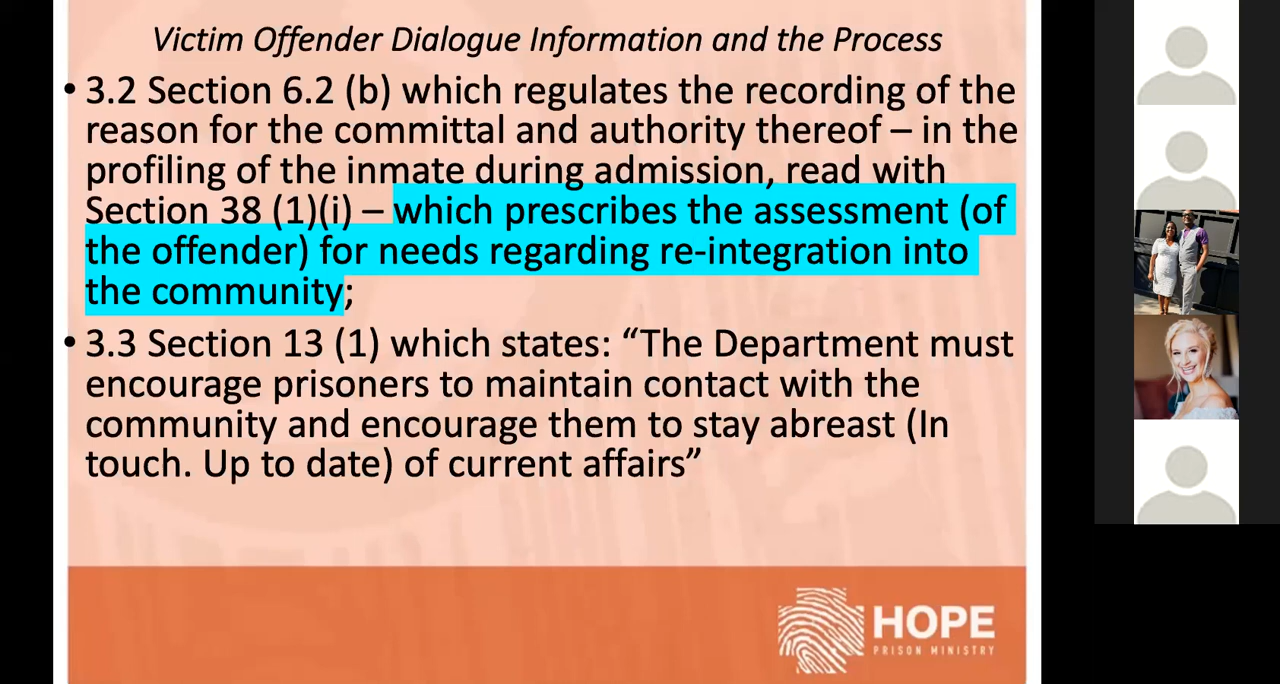 Victim Offender Dialogue Information and the Process
• 3.2 Section 6.2 (b) which regulates the recording of the
reason for the committal and authority thereof – in the
profiling of the inmate during admission, read with
Section 38 (1)(i) – which prescribes the assessment (of
the offender) for needs regarding re-integration into
the community;
• 3.3 Section 13 (1) which states: “The Department must
encourage prisoners to maintain contact with the
community and encourage them to stay abreast (In
touch. Up to date) of current affairs”
HOPE
PRISON MINISTRY